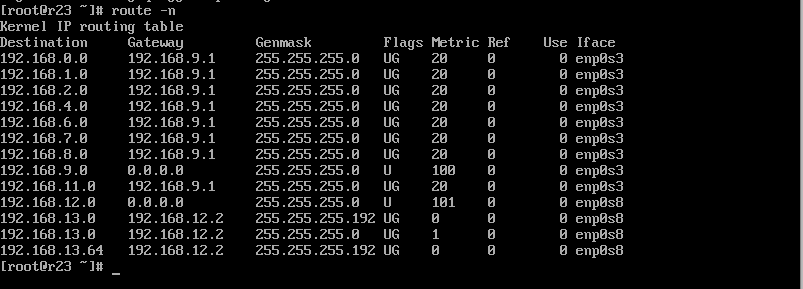 [root@r23 ~]# route -n
Kernel IP routing table
Destination Gateway Genmask Flags Metric Ref Use Iface
192.168.0.0 192.168.9.1 255.255.255.0 UG 20 0 0 enp0s3
192.168.1.0 192.168.9.1 255.255.255.0 UG 20 0 0 enp0s3
192.168.2.0 192.168.9.1 255.255.255.0 UG 20 0 0 enp0s3
192.168.4.0 192.168.9.1 255.255.255.0 UG 20 0 0 enp0s3
192.168.6.0 192.168.9.1 255.255.255.0 UG 20 0 0 enp0s3
192.168.7.0 192.168.9.1 255.255.255.0 UG 20 0 0 enp0s3
192.168.8.0 192.168.9.1 255.255.255.0 UG 20 0 0 enp0s3
192.168.9.0 0.0.0.0 255.255.255.0 U 100 0 0 enp0s3
192.168.11.0 192.168.9.1 255.255.255.0 UG 20 0 0 enp0s3
192.168.12.0 0.0.0.0 255.255.255.0 U 101 0 0 enp0s8
192.168.13.0 192.168.12.2 255.255.255.192 UG 0 0 0 enp0s8
192.168.13.0 192.168.12.2 255.255.255.0 UG 1 0 0 enp0s8
192.168.13.64 192.168.12.2 255.255.255.192 UG 0 0 0 enp0s8
[root@r23 ~]# _